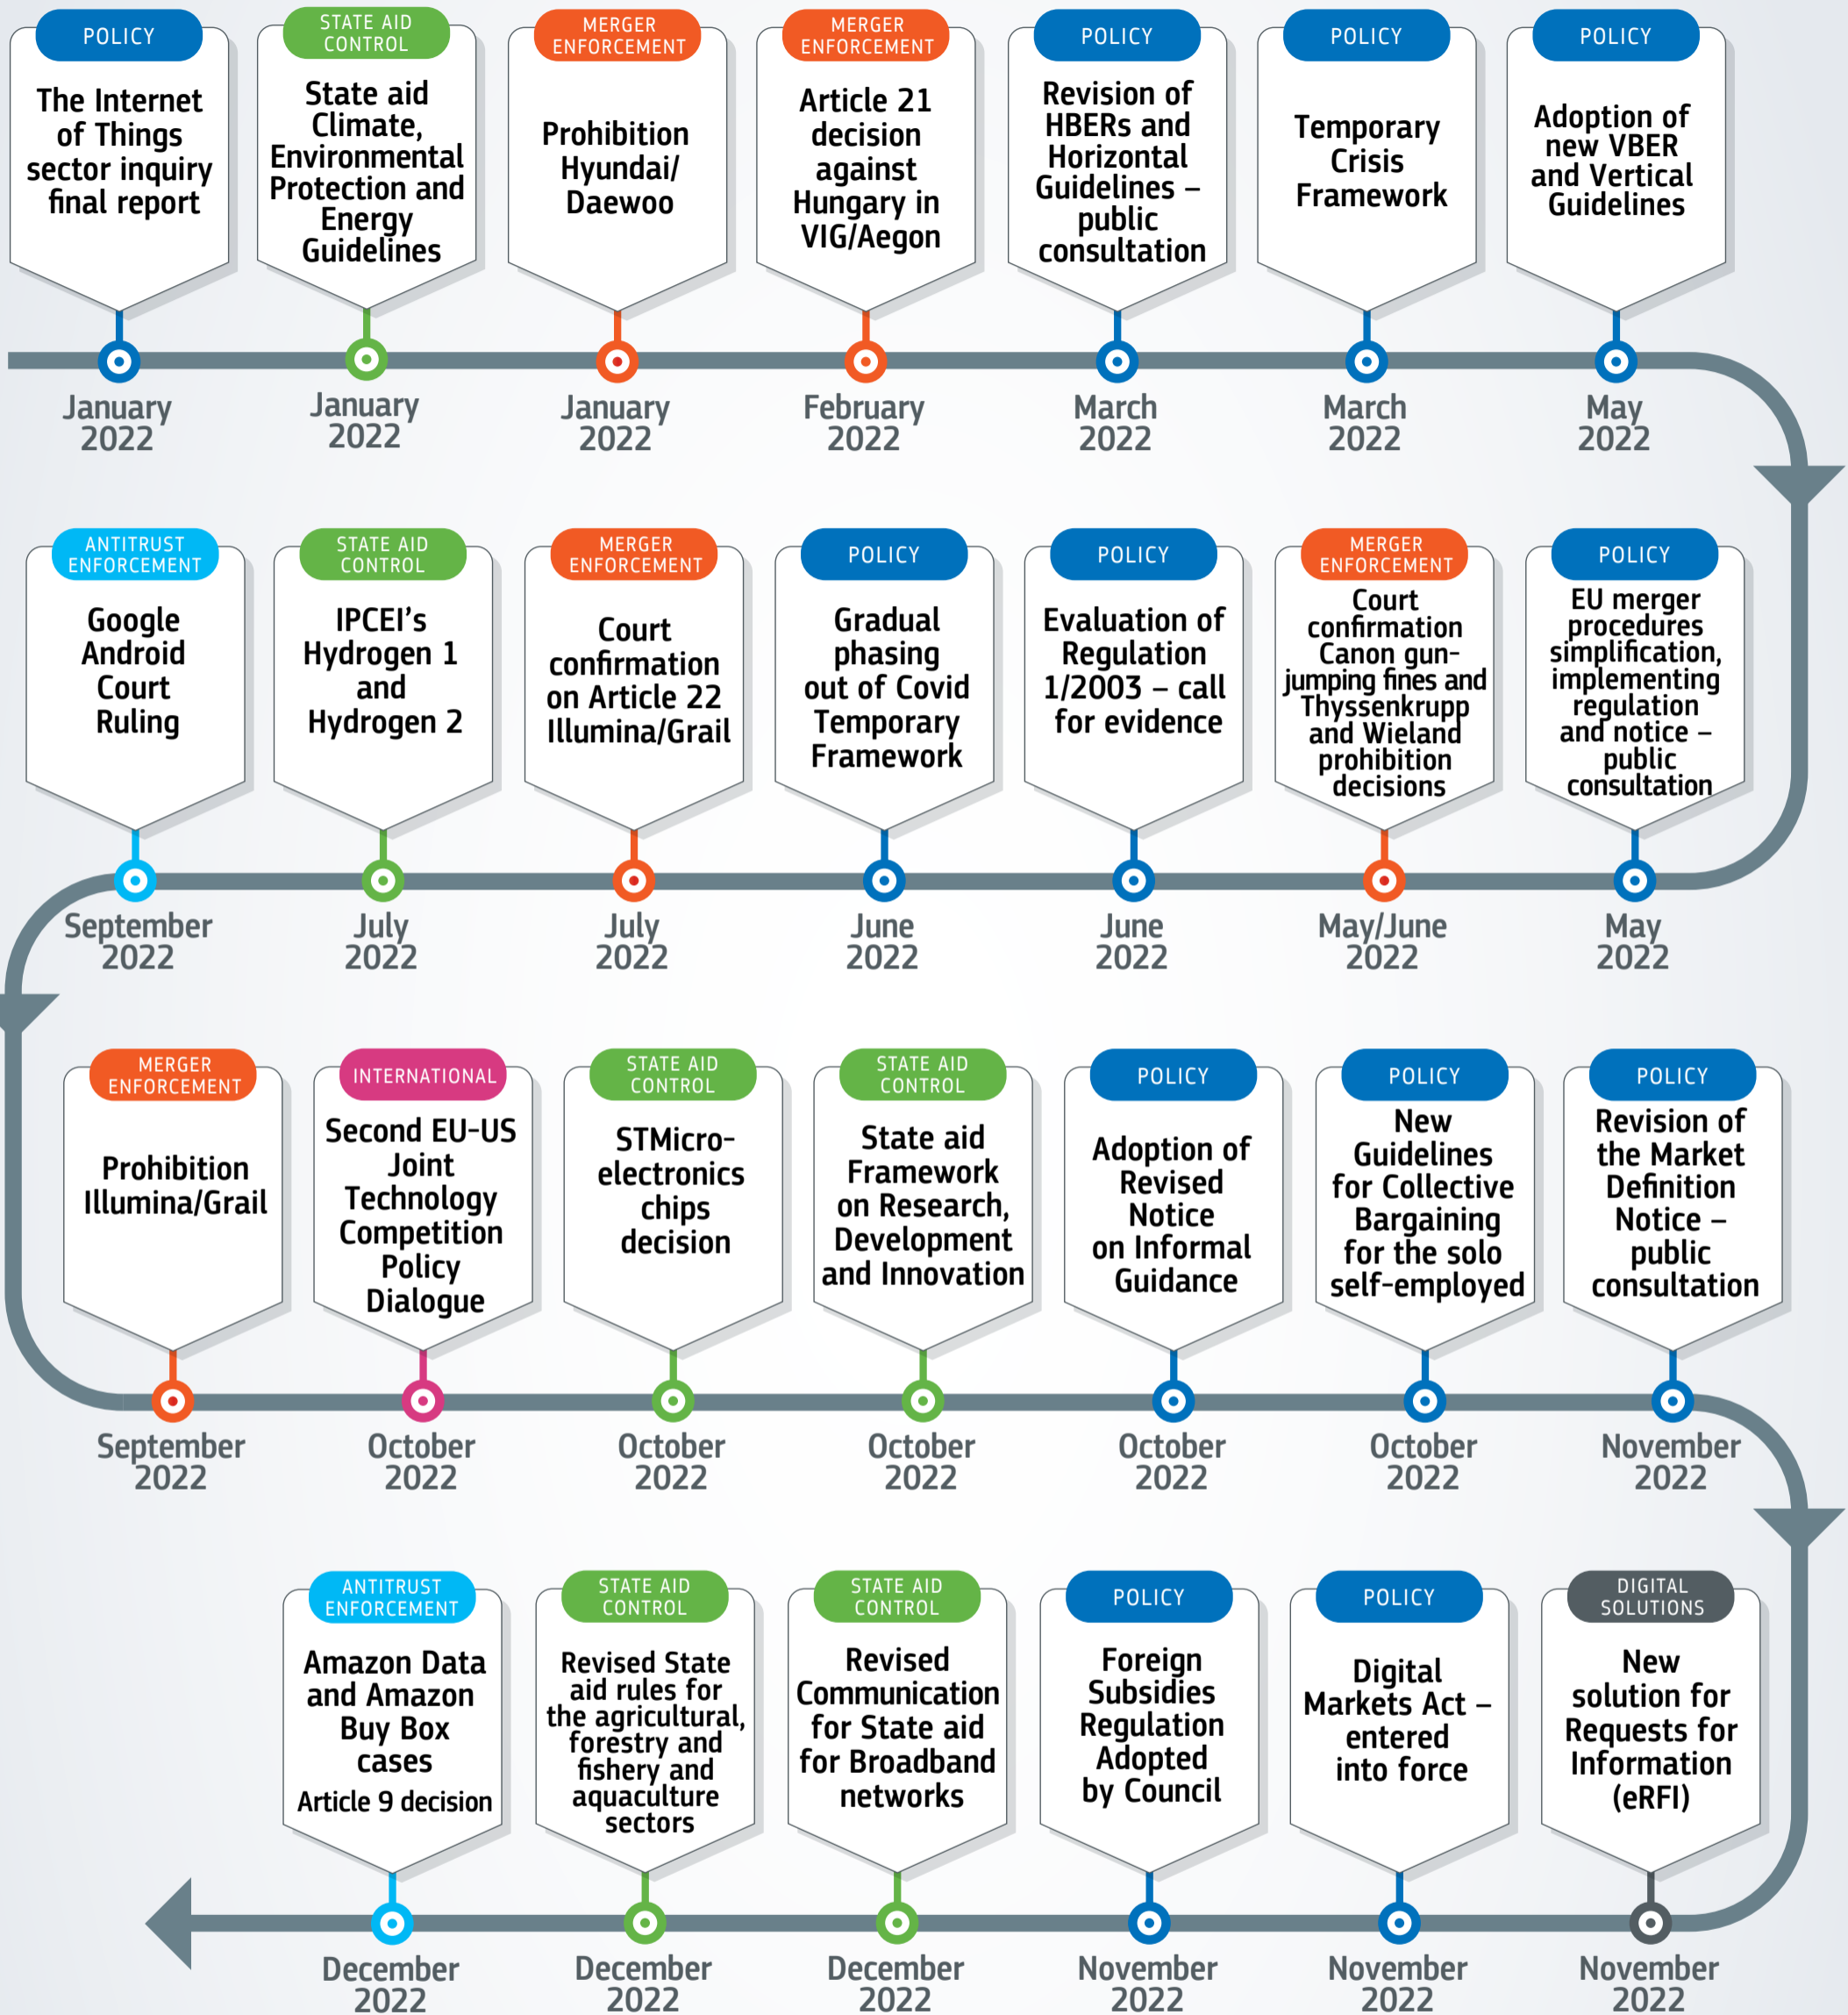 POLICY
The Internet
of Things
sector inquiry
final report
January
2022
STATE AID
CONTROL
State aid
Climate,
Environmental
Protection and
Energy
Guidelines
January
2022
MERGER
ENFORCEMENT
Prohibition
Hyundai/
Daewoo
January
2022
MERGER
ENFORCEMENT
Article 21
decision
against
Hungary in
VIG/Aegon
February
2022
POLICY
Revision of
HBERs and
Horizontal
Guidelines –
public
consultation
March
2022
POLICY
Temporary
Crisis
Framework
March
2022
POLICY
Adoption of
new VBER
and Vertical
Guidelines
May
2022
POLICY
EU merger
procedures
simplification,
implementing
regulation
and notice –
public
consultation
May
2022
MERGER
ENFORCEMENT
Court
confirmation
Canon gun-
jumping fines and
Thyssenkrupp
and Wieland
prohibition
decisions
May/June
2022
POLICY
Evaluation of
Regulation
1/2003 – call
for evidence
June
2022
POLICY
Gradual
phasing
out of Covid
Temporary
Framework
June
2022
MERGER
ENFORCEMENT
Court
confirmation
on Article 22
Illumina/Grail
July
2022
STATE AID
CONTROL
IPCEI’s
Hydrogen 1
and
Hydrogen 2
July
2022
ANTITRUST
ENFORCEMENT
Google
Android
Court
Ruling
September
2022
MERGER
ENFORCEMENT
Prohibition
Illumina/Grail
September
2022
INTERNATIONAL
Second EU-US
Joint
Technology
Competition
Policy
Dialogue
October
2022
STATE AID
CONTROL
STMicro-
electronics
chips
decision
October
2022
STATE AID
CONTROL
State aid
Framework
on Research,
Development
and Innovation
October
2022
POLICY
Adoption of
Revised
Notice
on Informal
Guidance
October
2022
POLICY
New
Guidelines
for Collective
Bargaining
for the solo
self-employed
October
2022
POLICY
Revision of
the Market
Definition
Notice –
public
consultation
November
2022
DIGITAL
SOLUTIONS
New
solution for
Requests for
Information
(eRFI)
November
2022
POLICY
Digital
Markets Act –
entered
into force
November
2022
POLICY
Foreign
Subsidies
Regulation
Adopted
by Council
November
2022
STATE AID
CONTROL
Revised
Communication
for State aid
for Broadband
networks
December
2022
STATE AID
CONTROL
Revised State
aid rules for
the agricultural,
forestry and
fishery and
aquaculture
sectors
December
2022
ANTITRUST
ENFORCEMENT
Amazon Data
and Amazon
Buy Box
cases
Article 9 decision
December
2022